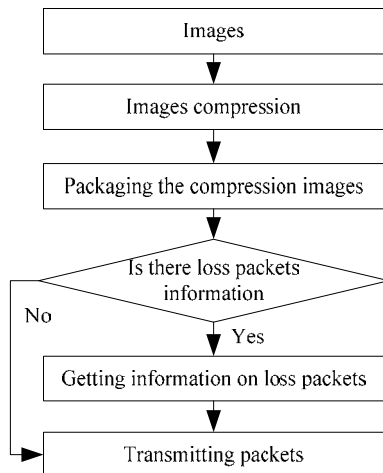 Images
Images compression
Packaging the compression images
Is there loss packets
information
No
Yes
Getting information on loss packets
Transmitting packets